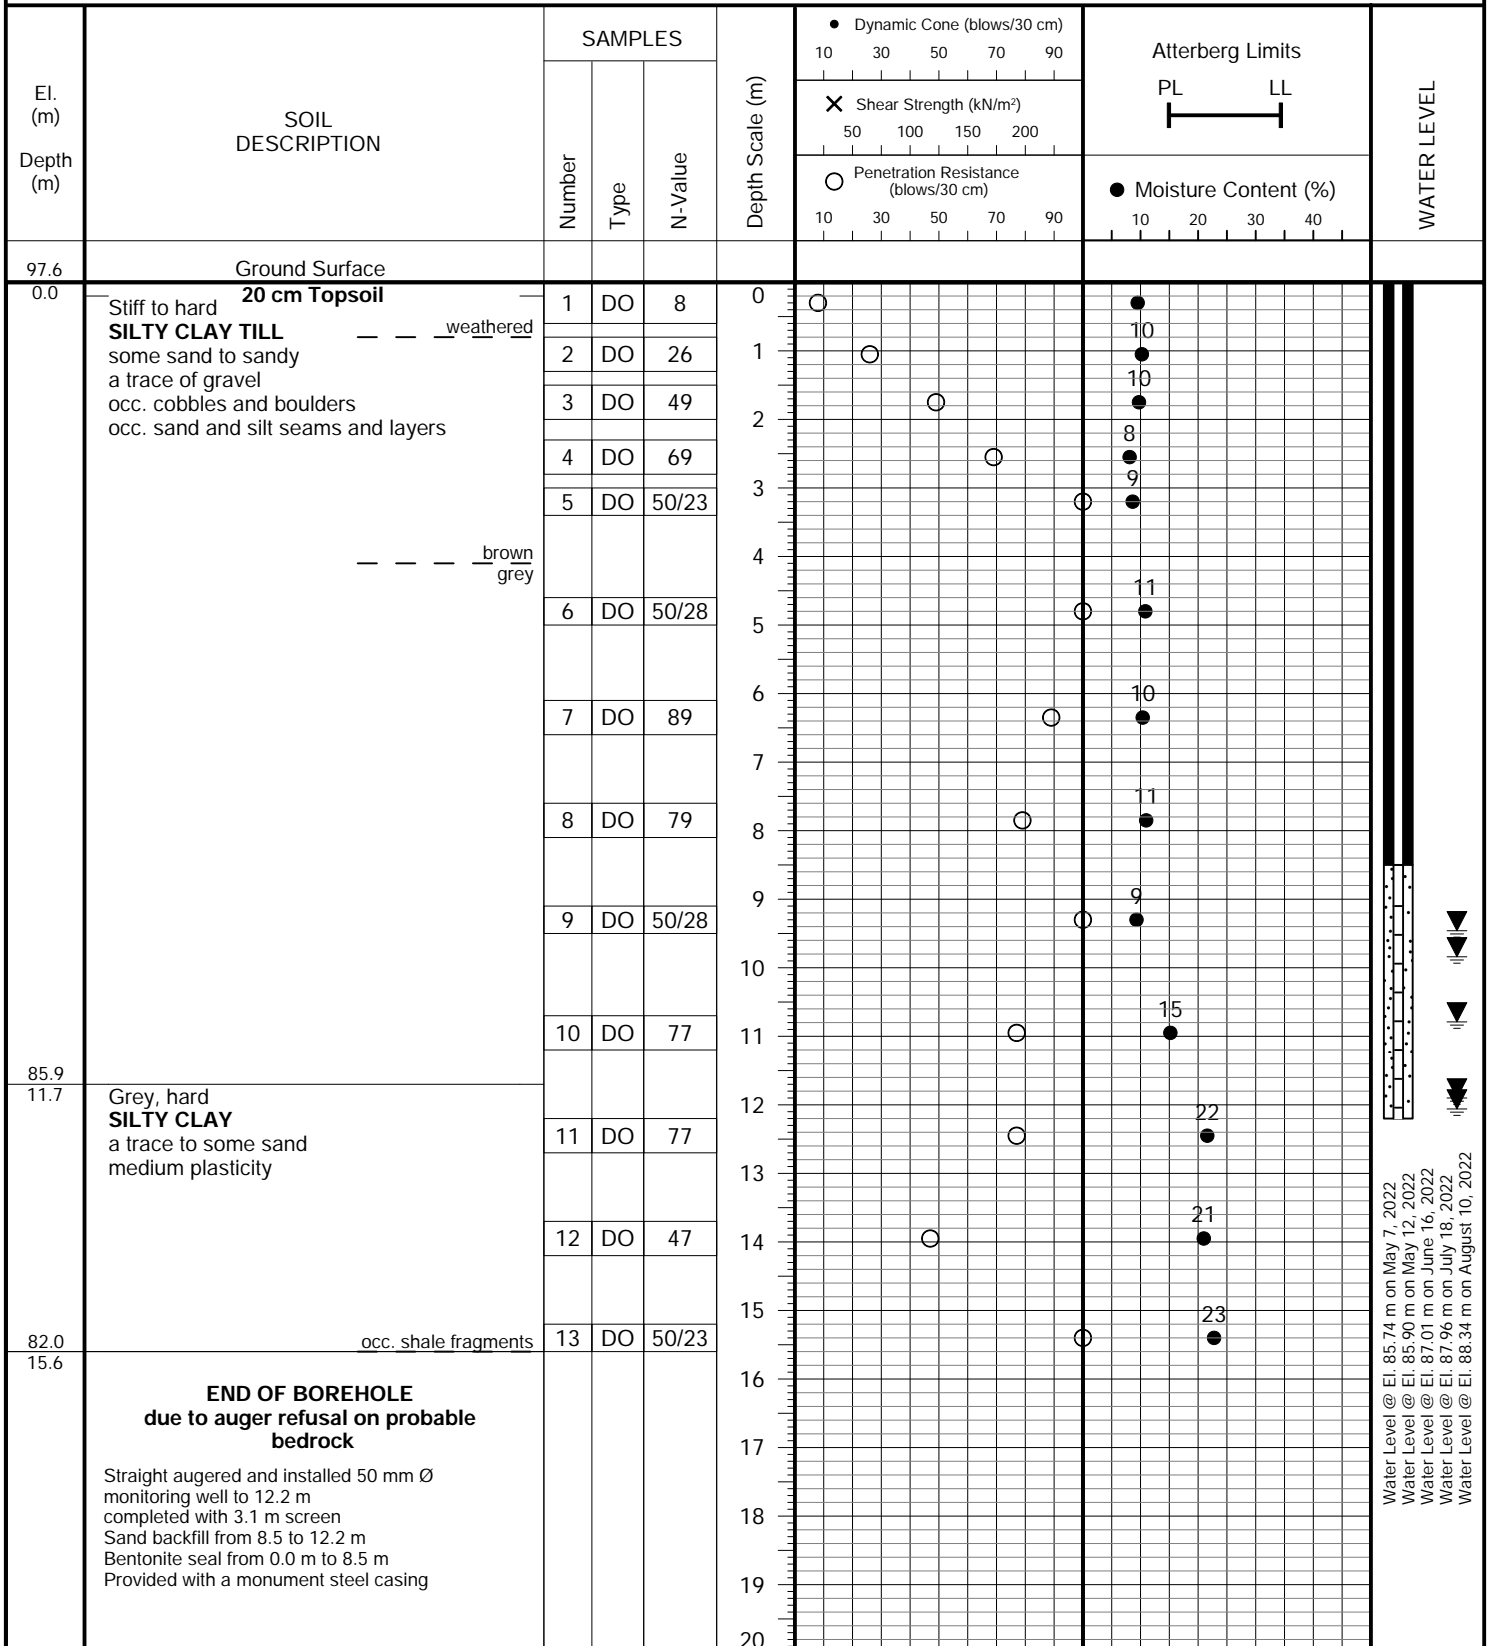 El.
(m)
Depth
(m)
SOIL
DESCRIPTION
SAMPLES
Number
Type
N-Value
Depth Scale (m)
Dynamic Cone (blows/30 cm)
10 30 50 70 90
Shear Strength (kN/m²)
50 100 150 200
Penetration Resistance
(blows/30 cm)
10 30 50 70 90
Atterberg Limits
PL LL
Moisture Content (%)
10 20 30 40
WATER LEVEL
97.6 Ground Surface
0.0 20 cm Topsoil
Stiff to hard
SILTY CLAY TILL
weathered
some sand to sandy
a trace of gravel
occ. cobbles and boulders
occ. sand and silt seams and layers
brown
grey
85.9
11.7
Grey, hard
SILTY CLAY
a trace to some sand
medium plasticity
82.0 occ. shale fragments
15.6
END OF BOREHOLE
due to auger refusal on probable
bedrock
Straight augered and installed 50 mm Ø
monitoring well to 12.2 m
completed with 3.1 m screen
Sand backfill from 8.5 to 12.2 m
Bentonite seal from 0.0 m to 8.5 m
Provided with a monument steel casing
1 DO 8
2 DO 26
3 DO 49
4 DO 69
5 DO 50/23
6 DO 50/28
7 DO 89
8 DO 79
9 DO 50/28
10 DO 77
11 DO 77
12 DO 47
13 DO 50/23
0
1
2
3
4
5
6
7
8
9
10
11
12
13
14
15
16
17
18
19
20
10
10
8
9
11
10
11
9
15
22
21
23
Water Level @ El. 85.74 m on May 7, 2022
Water Level @ El. 85.90 m on May 12, 2022
Water Level @ El. 87.01 m on June 16, 2022
Water Level @ El. 87.96 m on July 18, 2022
Water Level @ El. 88.34 m on August 10, 2022